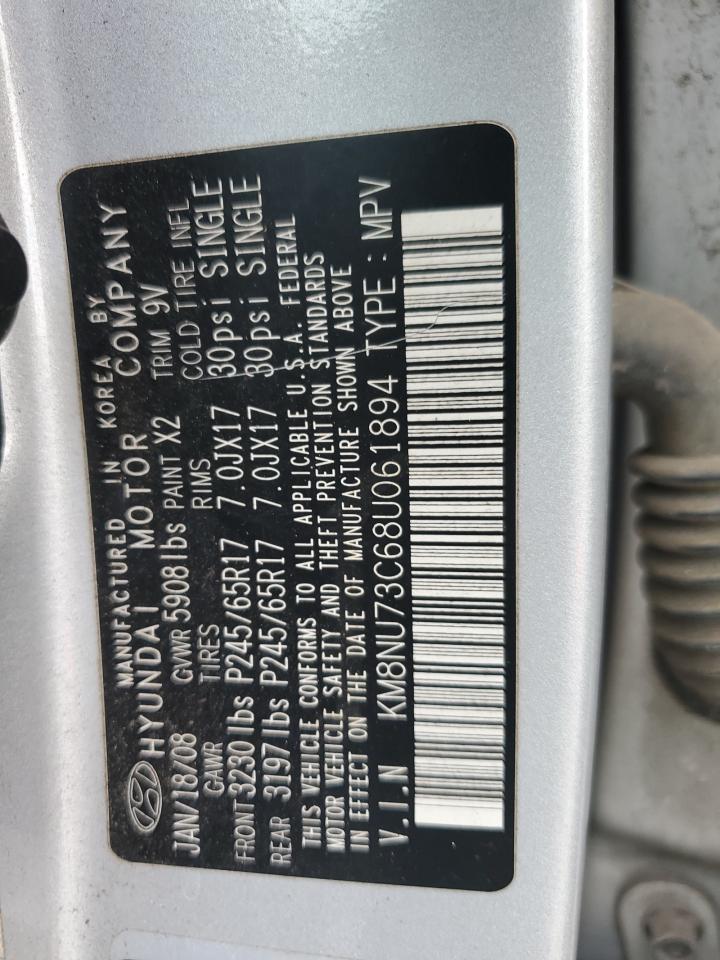 MANUFACTURED IN KOREA BY
HYUNDAI MOTOR COMPANY
JAN/18/08 GVWR 5908 lbs PAINT X2 TRIM 9V
GAWR TIRES RIMS COLD TIRE INFL
FRONT 3230 lbs P245/65R17 7.0JX17 30psi SINGLE
REAR 3197 lbs P245/65R17 7.0JX17 30psi SINGLE
THIS VEHICLE CONFORMS TO ALL APPLICABLE U.S.A. FEDERAL
MOTOR VEHICLE SAFETY AND THEFT PREVENTION STANDARDS
IN EFFECT ON THE DATE OF MANUFACTURE SHOWN ABOVE
V.I.N KM8NU73C68U061894 TYPE : MPV